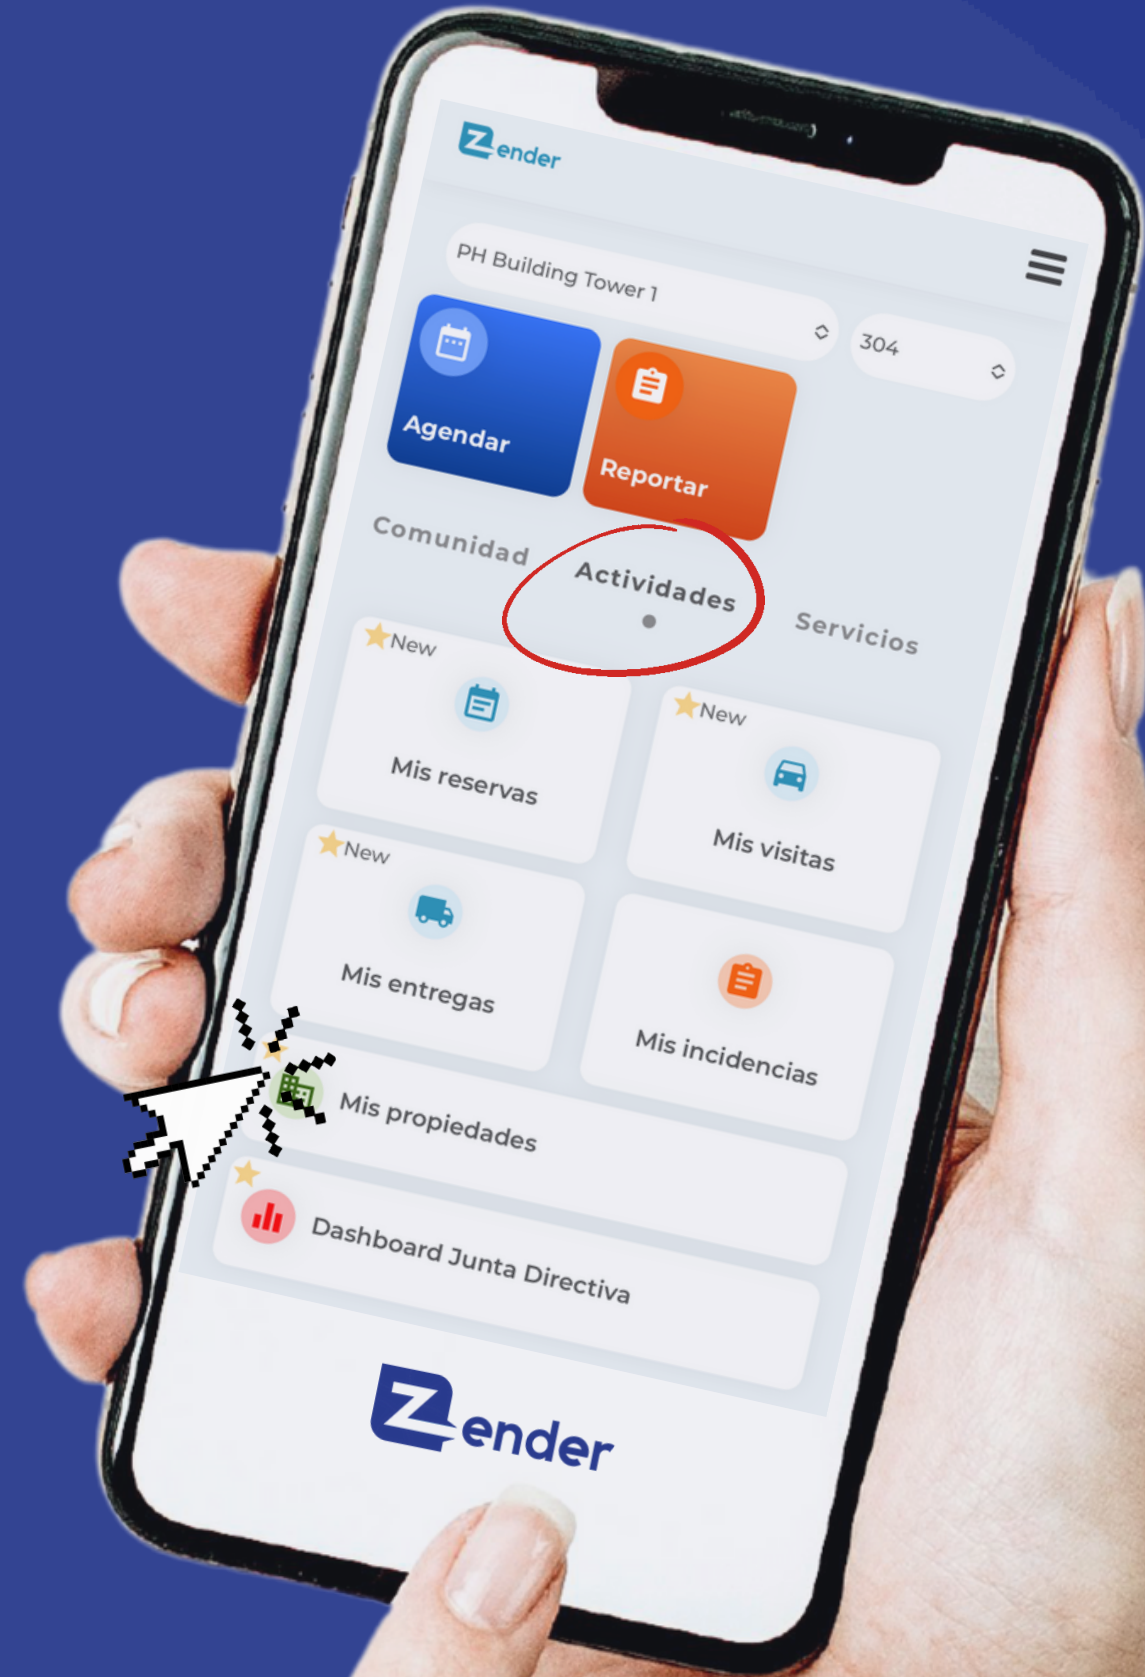 Zender
PH Building Tower 1
304
Agendar
Reportar
Comunidad
Actividades
Servicios
New
Mis reservas
New
Mis visitas
New
Mis entregas
Mis incidencias
Mis propiedades
Dashboard Junta Directiva
Zender